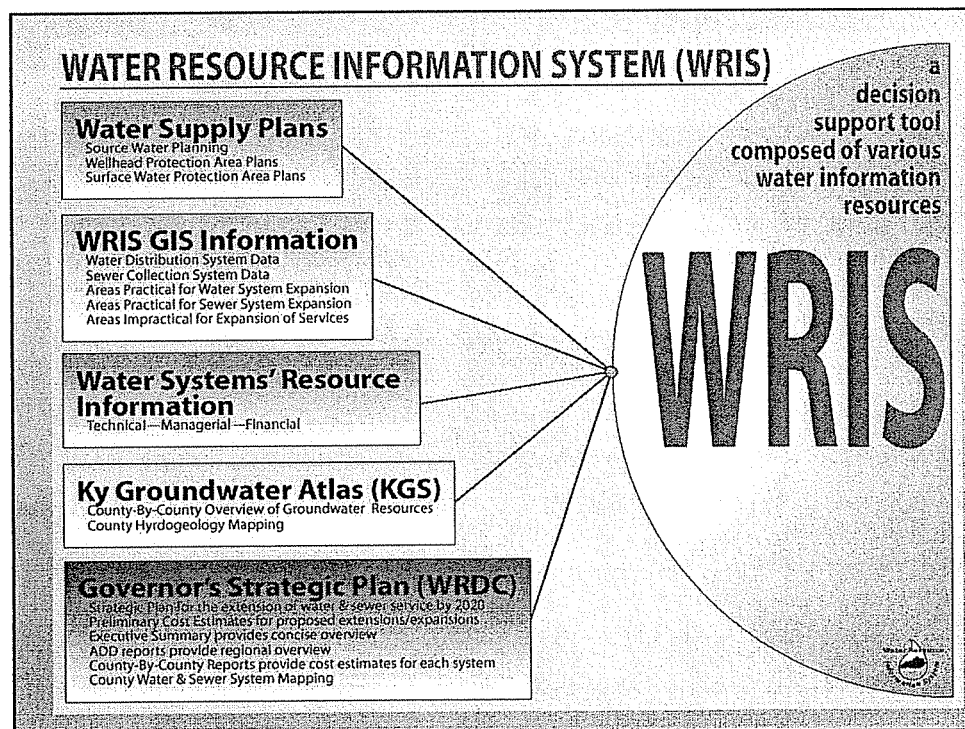 WATER RESOURCE INFORMATION SYSTEM (WRIS)
a
decision
support tool
composed of various
water information
resources
Water Supply Plans
Source Water Planning
Wellhead Protection Area Plans
Surface Water Protection Area Plans
WRIS GIS Information
Water Distribution System Data
Sewer Collection System Data
Areas Practical for Water System Expansion
Areas Practical for Sewer System Expansion
Areas Impractical for Expansion of Services
Water Systems' Resource
Information
Technical—Managerial—Financial
Ky Groundwater Atlas (KGS)
County-By-County Overview of Groundwater Resources
County Hyrdogeology Mapping
Governor's Strategic Plan (WRDC)
Strategic Plan for the extension of water & sewer service by 2020
Preliminary Cost Estimates for proposed extensions/expansions
Executive Summary provides concise overview
ADD reports provide regional overview
County-By-County Reports provide cost estimates for each system
County Water & Sewer System Mapping
WRIS
Water Resource